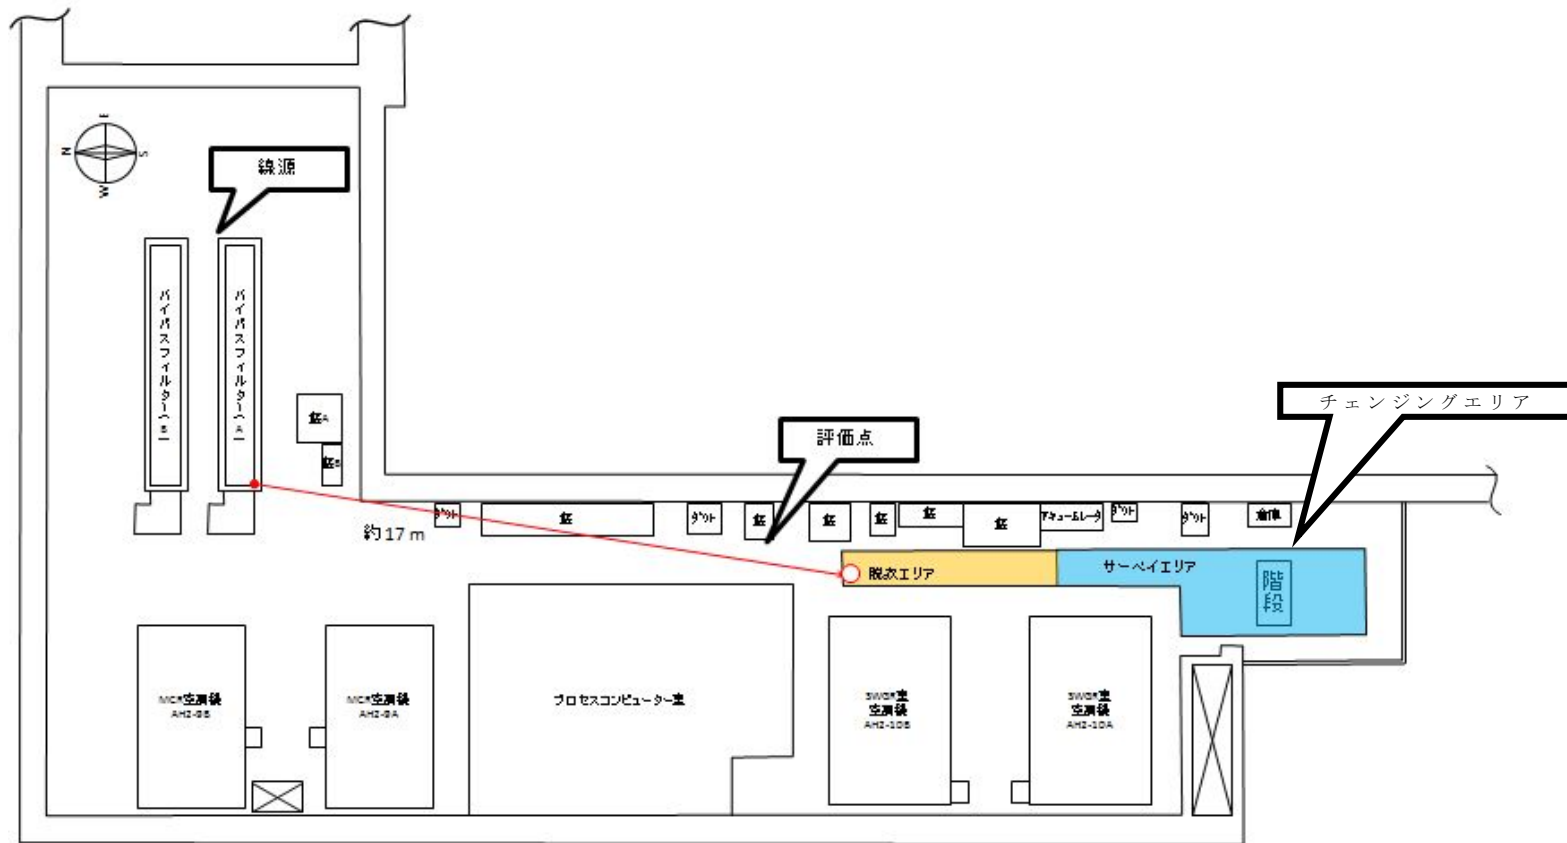 E
N
S
W
線源
バイパスフィルター(B)
バイパスフィルター(A)
盤A
盤B
チェンジングエリア
評価点
約17 m
ダクト
盤
ダクト
盤
盤
盤
盤
盤
アキュームレータ
ダクト
ダクト
倉庫
脱衣エリア
サーベイエリア
階段
MCR空調機
AH2-9B
MCR空調機
AH2-9A
プロセスコンピューター室
SWGR室
空調機
AH2-10B
SWGR室
空調機
AH2-10A